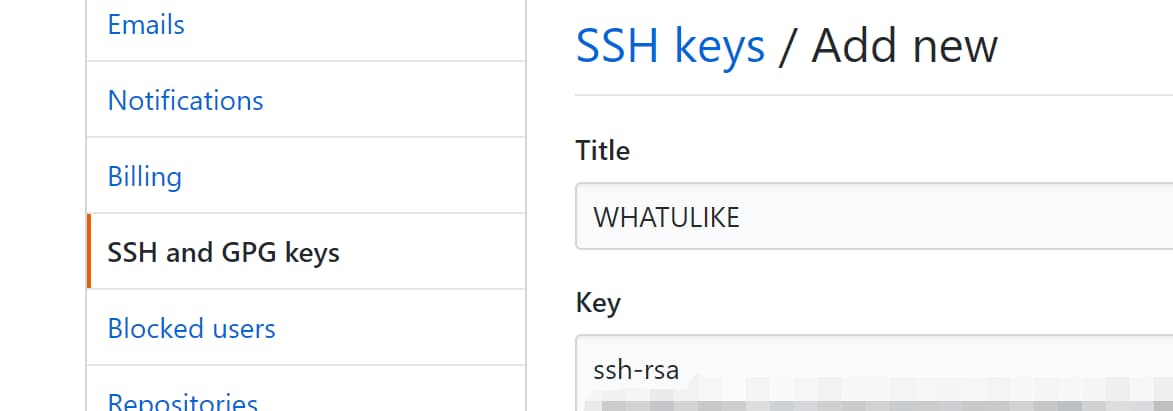 Emails
Notifications
Billing
SSH and GPG keys
Blocked users
Repositories
SSH keys / Add new
Title
WHATULIKE
Key
ssh-rsa